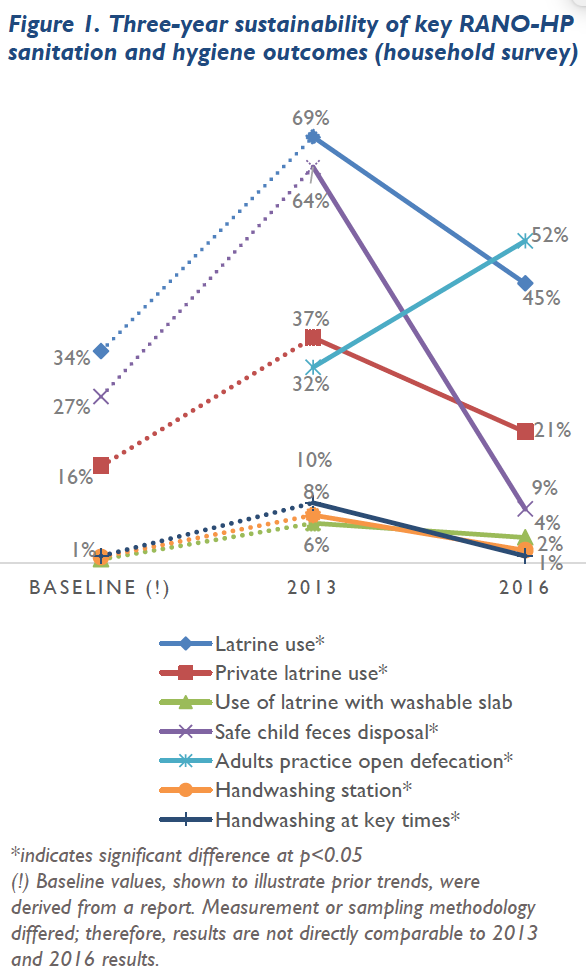 Figure 1. Three-year sustainability of key RANO-HP
sanitation and hygiene outcomes (household survey)
69%
64%
52%
45%
37%
34%
32%
27%
21%
16%
10%
8%
9%
6%
4%
2%
1%
1%
BASELINE (!) 2013 2016
Latrine use*
Private latrine use*
Use of latrine with washable slab
Safe child feces disposal*
Adults practice open defecation*
Handwashing station*
Handwashing at key times*
*indicates significant difference at p<0.05
(!) Baseline values, shown to illustrate prior trends, were
derived from a report. Measurement or sampling methodology
differed; therefore, results are not directly comparable to 2013
and 2016 results.